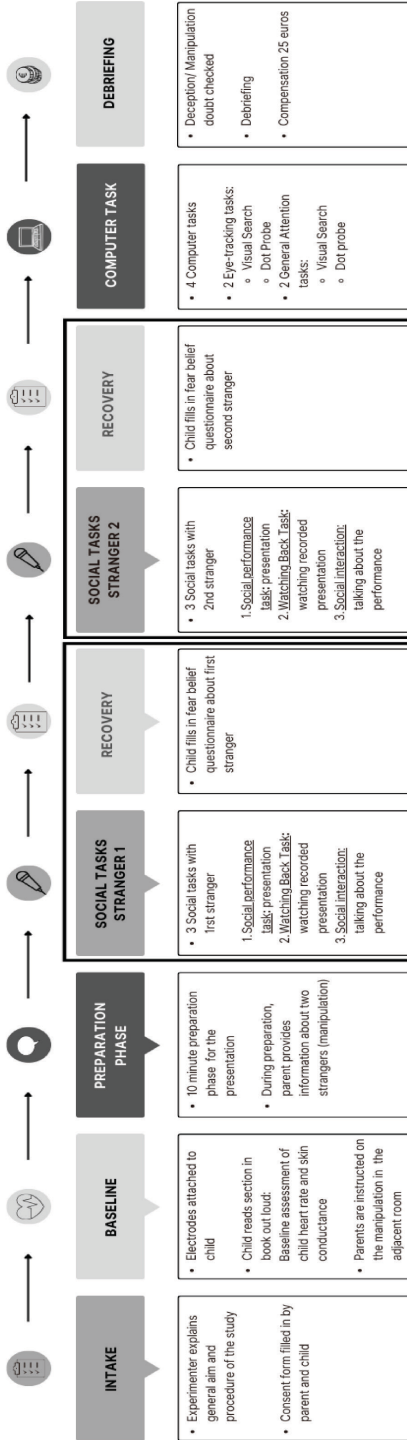 INTAKE
• Experimenter explains
general aim and
procedure of the study
• Consent form filled in by
parent and child
BASELINE
• Electrodes attached to
child
• Child reads section in
book out loud:
Baseline assessment of
child heart rate and skin
conductance
• Parents are instructed on
the manipulation in the
adjacent room
PREPARATION
PHASE
• 10 minute preparation
phase for the
presentation
• During preparation,
parent provides
information about two
strangers (manipulation)
SOCIAL TASKS
STRANGER 1
• 3 Social tasks with
1rst stranger
1. Social performance
task: presentation
2. Watching Back Task:
watching recorded
presentation
3. Social interaction:
talking about the
performance
RECOVERY
• Child fills in fear belief
questionnaire about first
stranger
SOCIAL TASKS
STRANGER 2
• 3 Social tasks with
2nd stranger
1. Social performance
task: presentation
2. Watching Back Task:
watching recorded
presentation
3. Social interaction:
talking about the
performance
RECOVERY
• Child fills in fear belief
questionnaire about
second stranger
COMPUTER TASK
• 4 Computer tasks
• 2 Eye-tracking tasks:
o Visual Search
o Dot Probe
• 2 General Attention
tasks:
o Visual Search
o Dot probe
DEBRIEFING
• Deception/ Manipulation
doubt checked
• Debriefing
• Compensation 25 euros